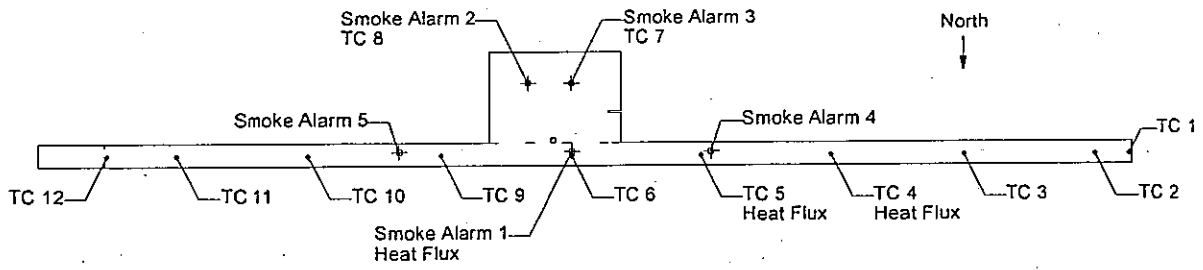 Smoke Alarm 2
TC 8
Smoke Alarm 3
TC 7
North
Smoke Alarm 5
Smoke Alarm 4
TC 1
TC 12
TC 11
TC 10
TC 9
TC 6
TC 5
Heat Flux
TC 4
Heat Flux
TC 3
TC 2
Smoke Alarm 1
Heat Flux